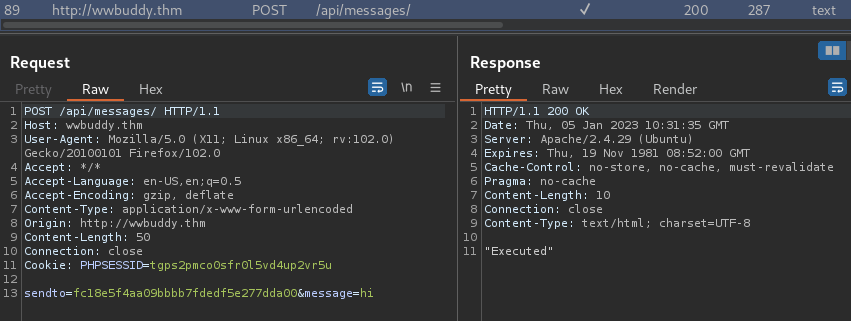 89 http://wwbuddy.thm POST /api/messages/ ✓ 200 287 text
Request
Pretty Raw Hex
\n
1 POST /api/messages/ HTTP/1.1
2 Host: wwbuddy.thm
3 User-Agent: Mozilla/5.0 (X11; Linux x86_64; rv:102.0)
Gecko/20100101 Firefox/102.0
4 Accept: */*
5 Accept-Language: en-US,en;q=0.5
6 Accept-Encoding: gzip, deflate
7 Content-Type: application/x-www-form-urlencoded
8 Origin: http://wwbuddy.thm
9 Content-Length: 50
10 Connection: close
11 Cookie: PHPSESSID=tgps2pmco0sfr0l5vd4up2vr5u
12
13 sendto=fc18e5f4aa09bbbb7fdedf5e277dda00&message=hi
Response
Pretty Raw Hex Render
1 HTTP/1.1 200 OK
2 Date: Thu, 05 Jan 2023 10:31:35 GMT
3 Server: Apache/2.4.29 (Ubuntu)
4 Expires: Thu, 19 Nov 1981 08:52:00 GMT
5 Cache-Control: no-store, no-cache, must-revalidate
6 Pragma: no-cache
7 Content-Length: 10
8 Connection: close
9 Content-Type: text/html; charset=UTF-8
10
11 "Executed"